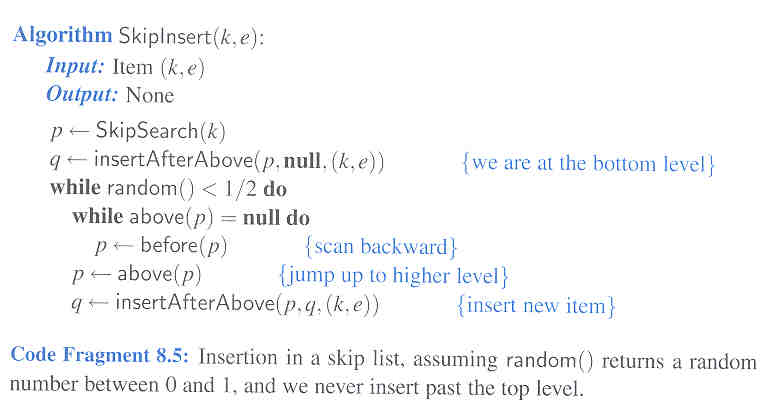 Algorithm SkipInsert(k,e):
Input: Item (k,e)
Output: None
p ← SkipSearch(k)
q ← insertAfterAbove(p,null,(k,e)) {we are at the bottom level}
while random() < 1/2 do
while above(p) = null do
p ← before(p) {scan backward}
p ← above(p) {jump up to higher level}
q ← insertAfterAbove(p,q,(k,e)) {insert new item}
Code Fragment 8.5: Insertion in a skip list, assuming random() returns a random
number between 0 and 1, and we never insert past the top level.